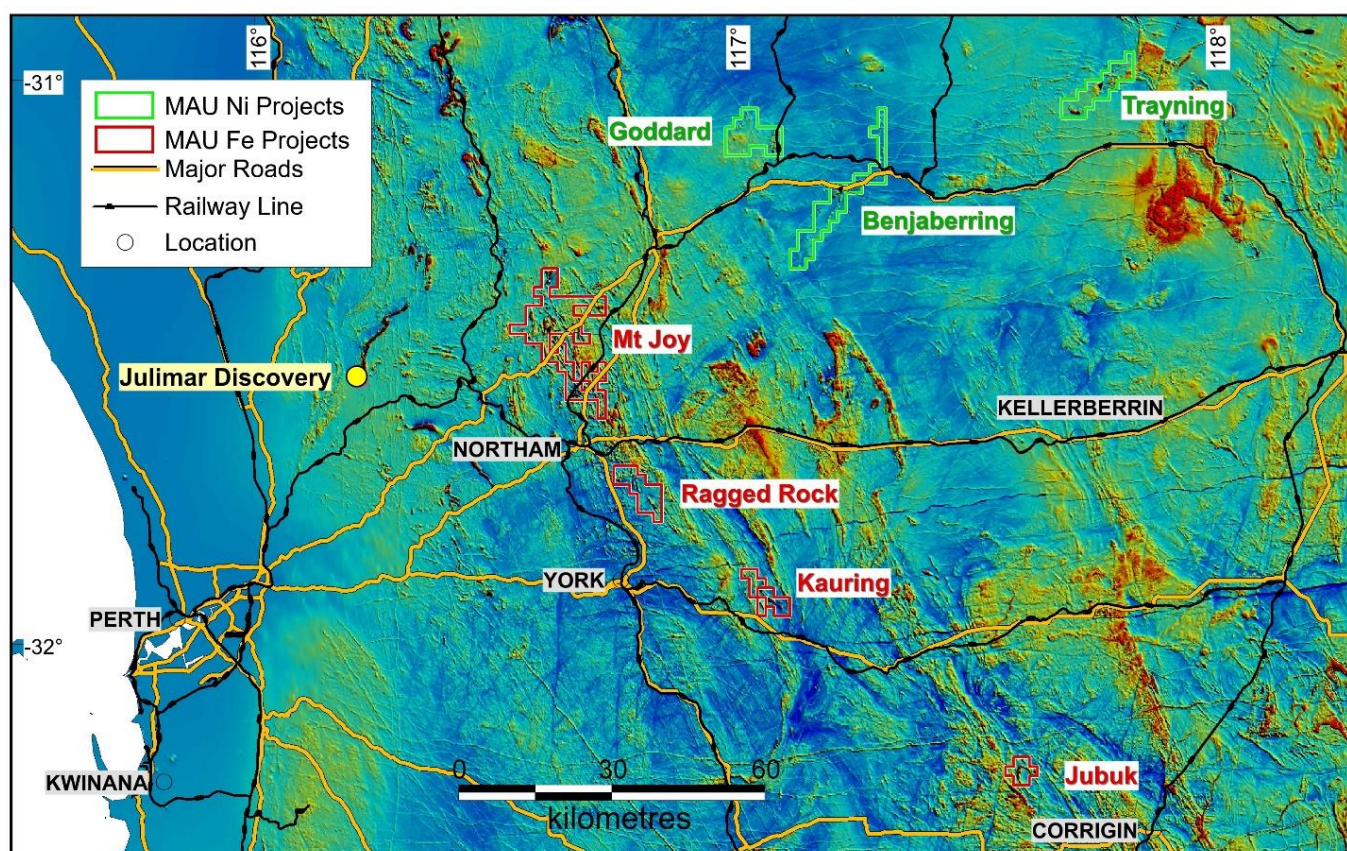 116°
117°
118°
-31°
MAU Ni Projects
MAU Fe Projects
Major Roads
Railway Line
Location
Goddard
Trayning
Benjaberring
Mt Joy
Julimar Discovery
KELLERBERRIN
NORTHAM
Ragged Rock
YORK
Kauring
PERTH
-32°
KWINANA
0 30 60
kilometres
Jubuk
CORRIGIN